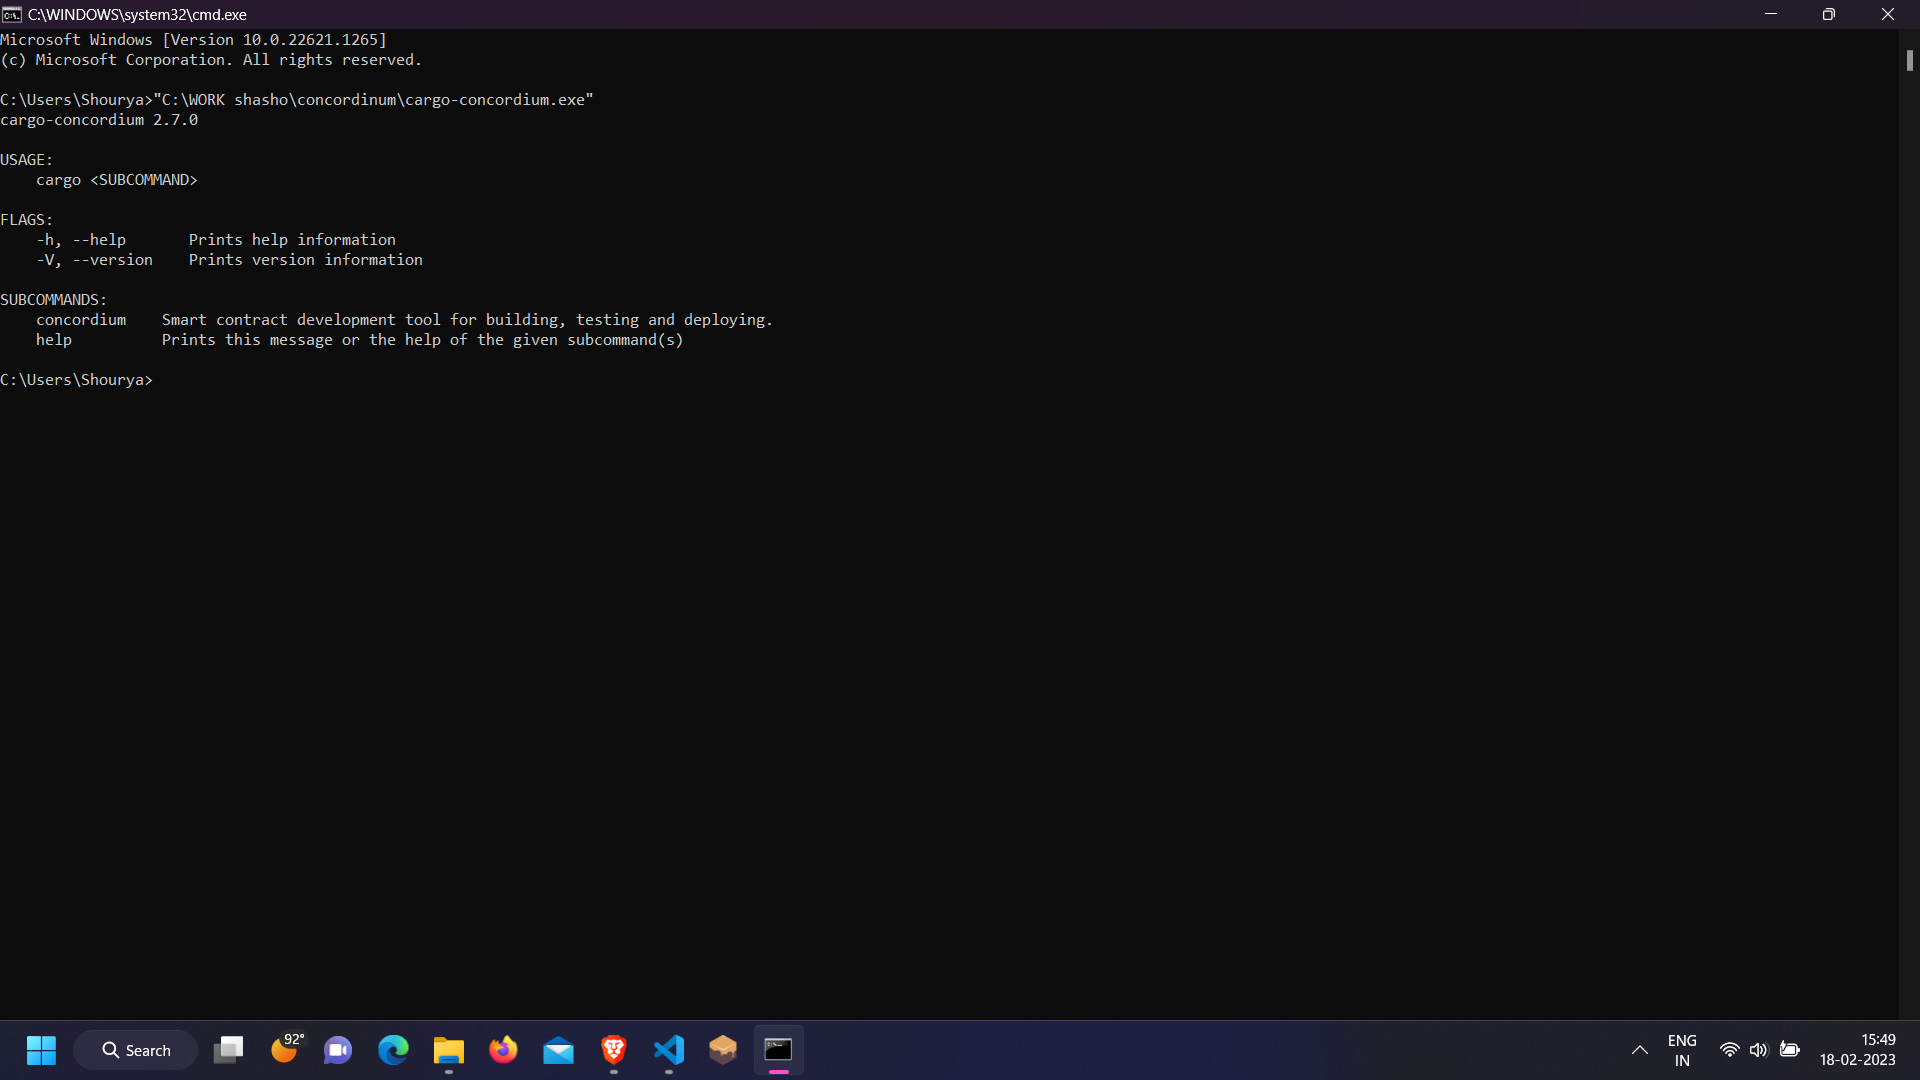 C:\WINDOWS\system32\cmd.exe
Microsoft Windows [Version 10.0.22621.1265]
(c) Microsoft Corporation. All rights reserved.
C:\Users\Shourya>"C:\WORK shasho\concordinum\cargo-concordium.exe"
cargo-concordium 2.7.0
USAGE:
    cargo <SUBCOMMAND>
FLAGS:
    -h, --help       Prints help information
    -V, --version    Prints version information
SUBCOMMANDS:
    concordium    Smart contract development tool for building, testing and deploying.
    help          Prints this message or the help of the given subcommand(s)
C:\Users\Shourya>
Search
92°
ENG
IN
15:49
18-02-2023